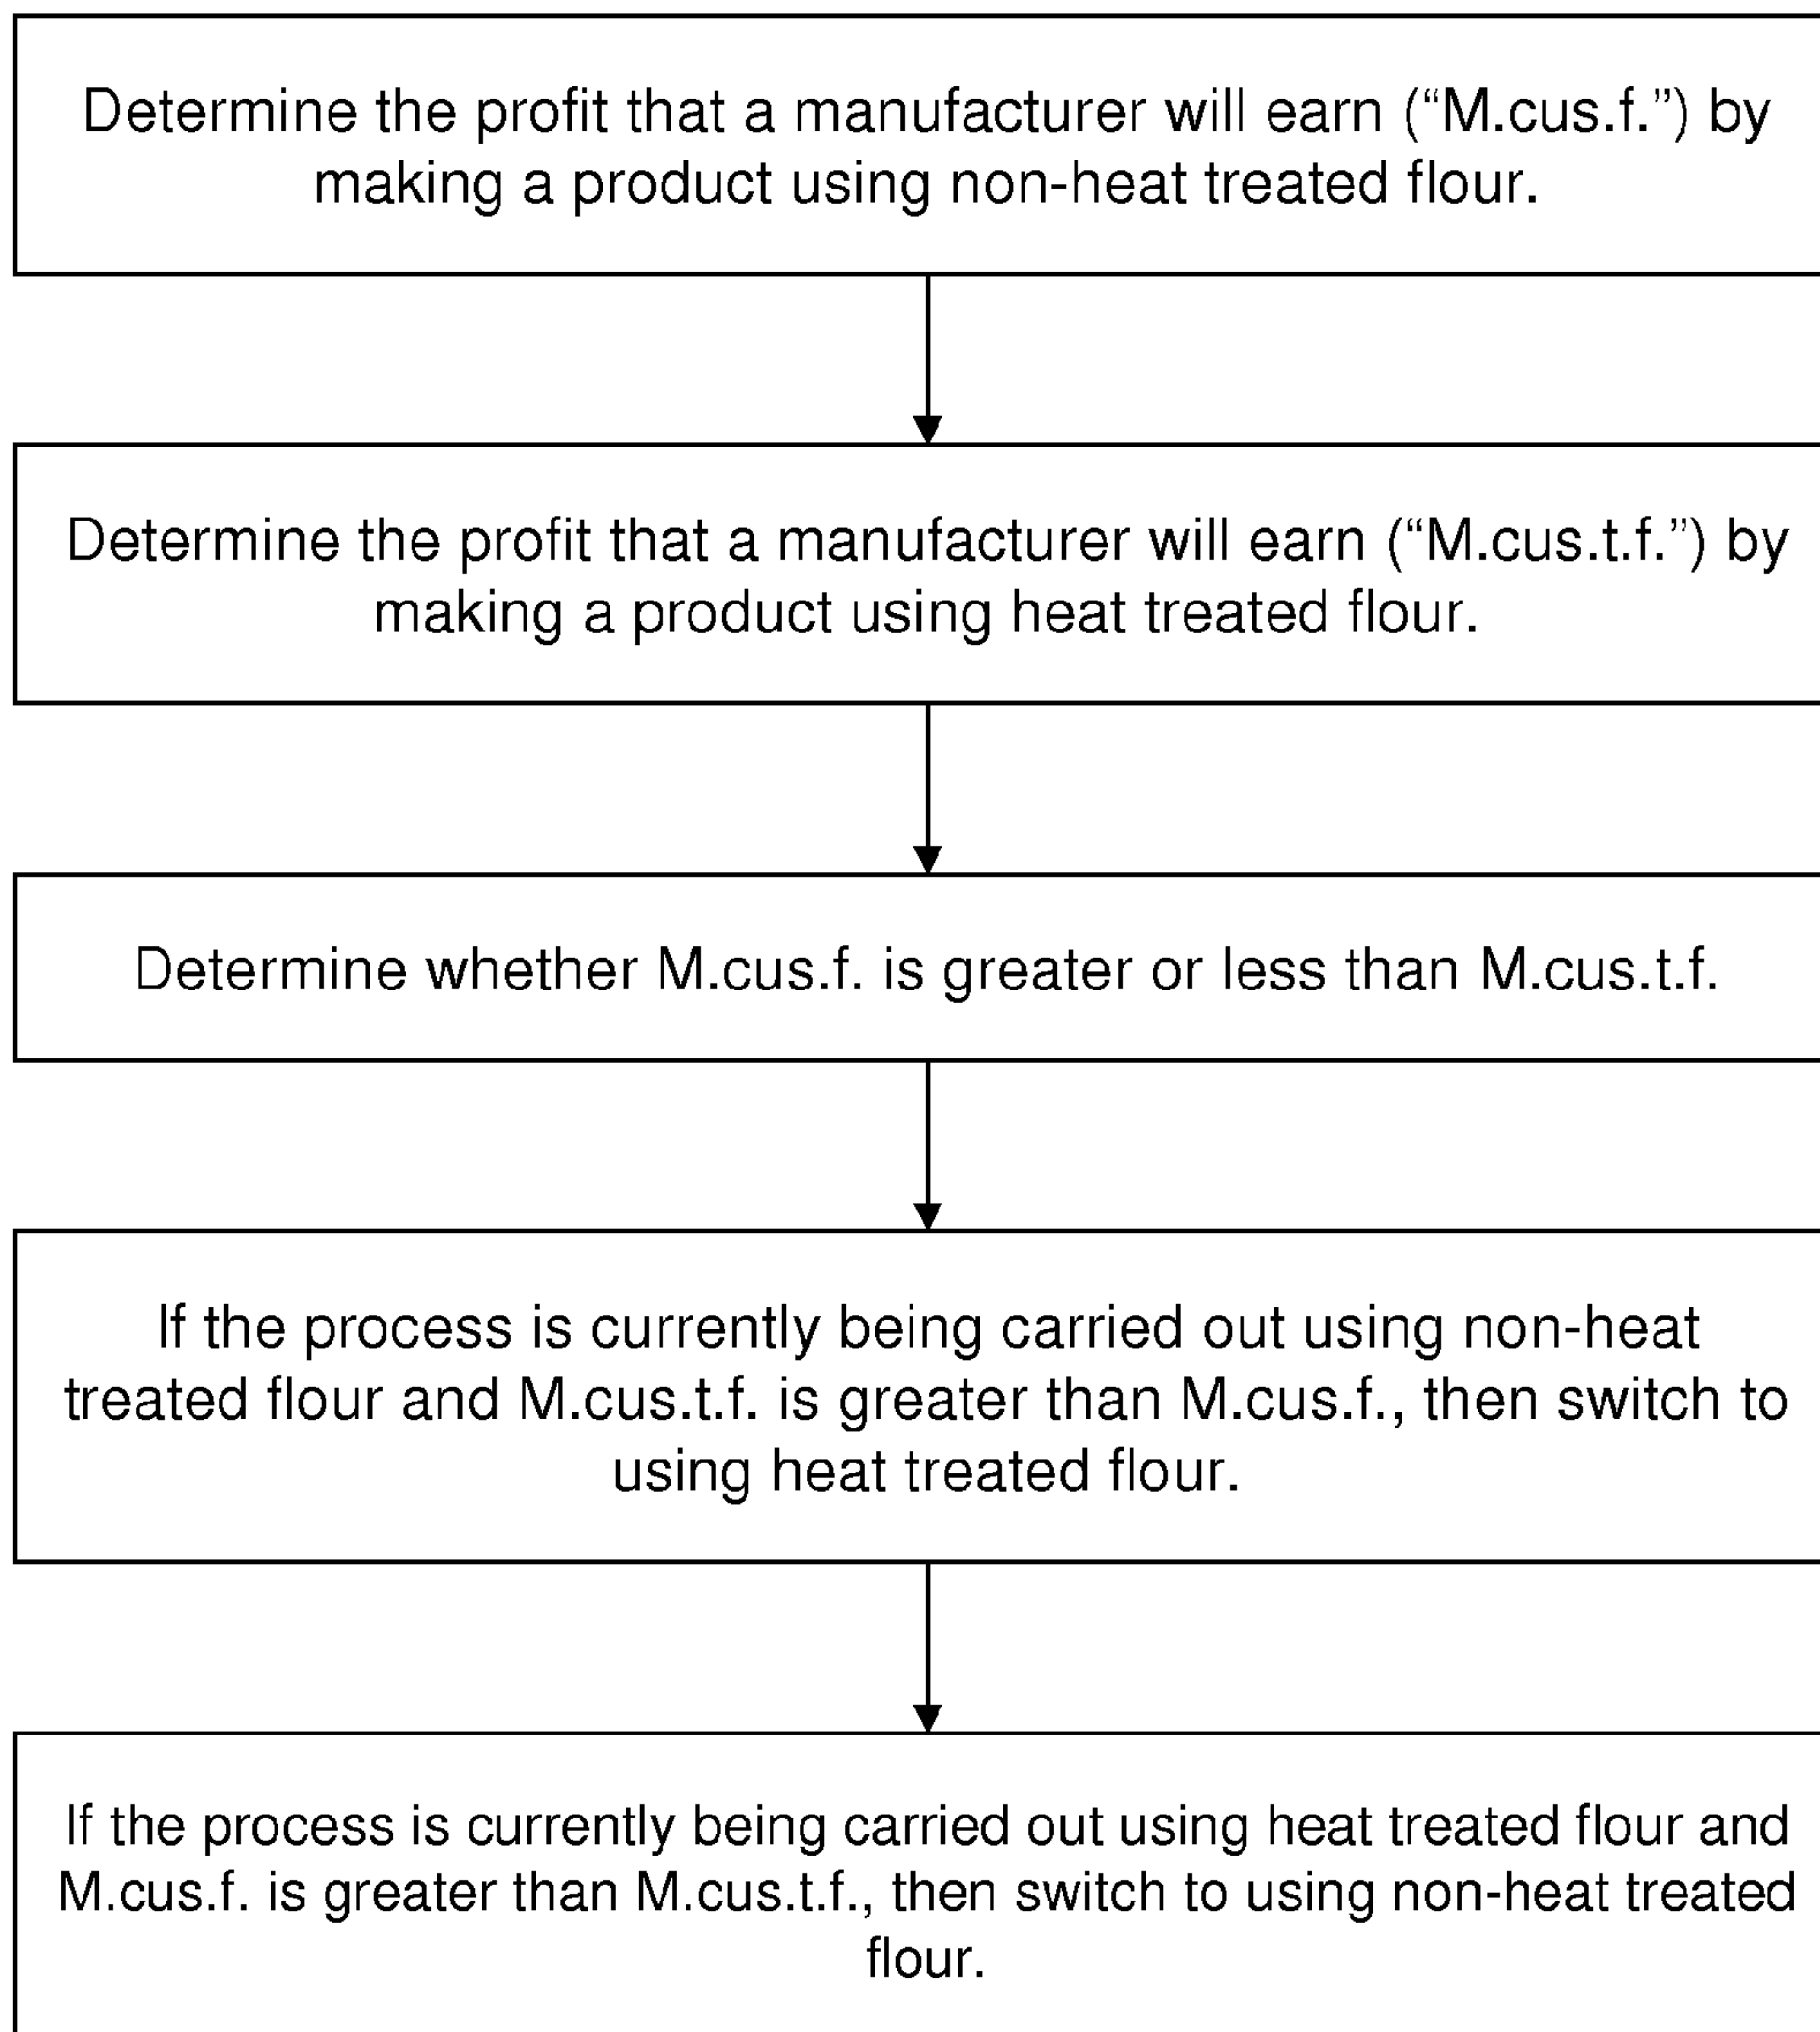 Determine the profit that a manufacturer will earn (“M.cus.f.”) by
making a product using non-heat treated flour.
Determine the profit that a manufacturer will earn (“M.cus.t.f.”) by
making a product using heat treated flour.
Determine whether M.cus.f. is greater or less than M.cus.t.f.
If the process is currently being carried out using non-heat
treated flour and M.cus.t.f. is greater than M.cus.f., then switch to
using heat treated flour.
If the process is currently being carried out using heat treated flour and
M.cus.f. is greater than M.cus.t.f., then switch to using non-heat treated
flour.